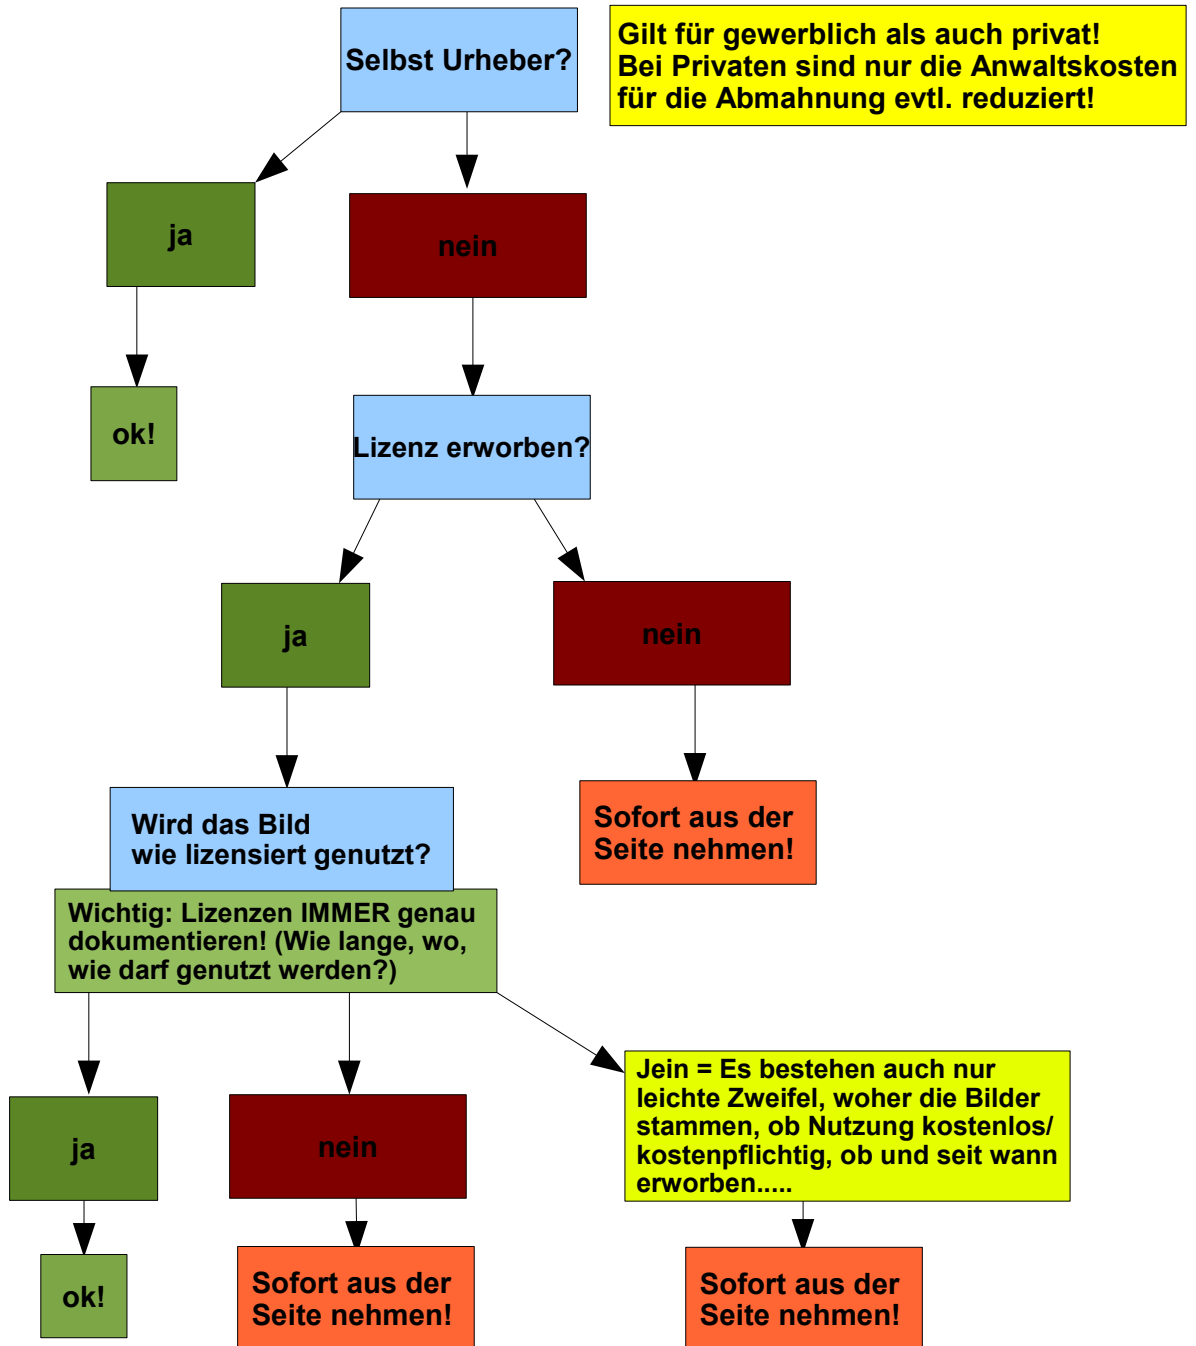 Selbst Urheber?
Gilt für gewerblich als auch privat!
Bei Privaten sind nur die Anwaltskosten
für die Abmahnung evtl. reduziert!
ja
nein
ok!
Lizenz erworben?
ja
nein
Wird das Bild
wie lizensiert genutzt?
Sofort aus der
Seite nehmen!
Wichtig: Lizenzen IMMER genau
dokumentieren! (Wie lange, wo,
wie darf genutzt werden?)
ja
nein
Jein = Es bestehen auch nur
leichte Zweifel, woher die Bilder
stammen, ob Nutzung kostenlos/
kostenpflichtig, ob und seit wann
erworben.....
ok!
Sofort aus der
Seite nehmen!
Sofort aus der
Seite nehmen!